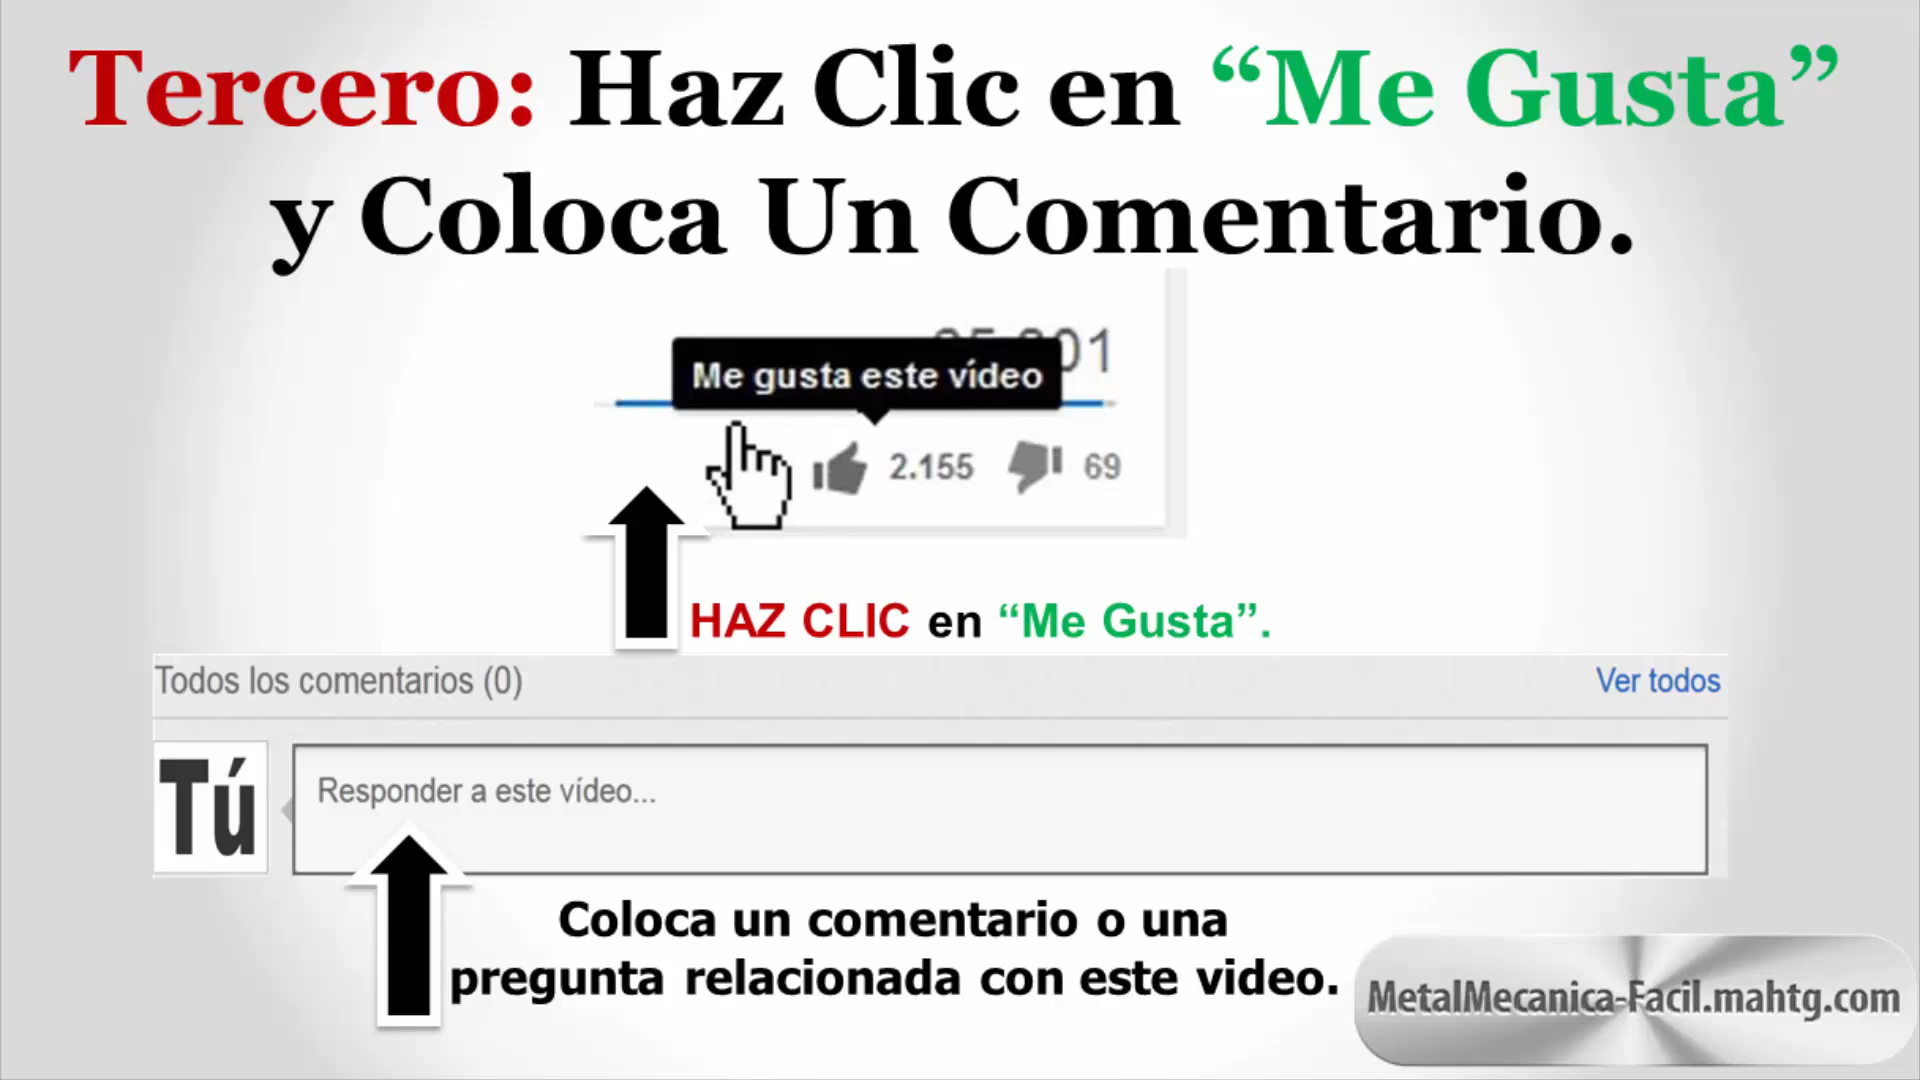 Tercero: Haz Clic en “Me Gusta”
y Coloca Un Comentario.
Me gusta este vídeo
2.155 69
HAZ CLIC en “Me Gusta”.
Todos los comentarios (0) Ver todos
Tú
Responder a este vídeo...
Coloca un comentario o una
pregunta relacionada con este video.
MetalMecanica-Facil.mahtg.com